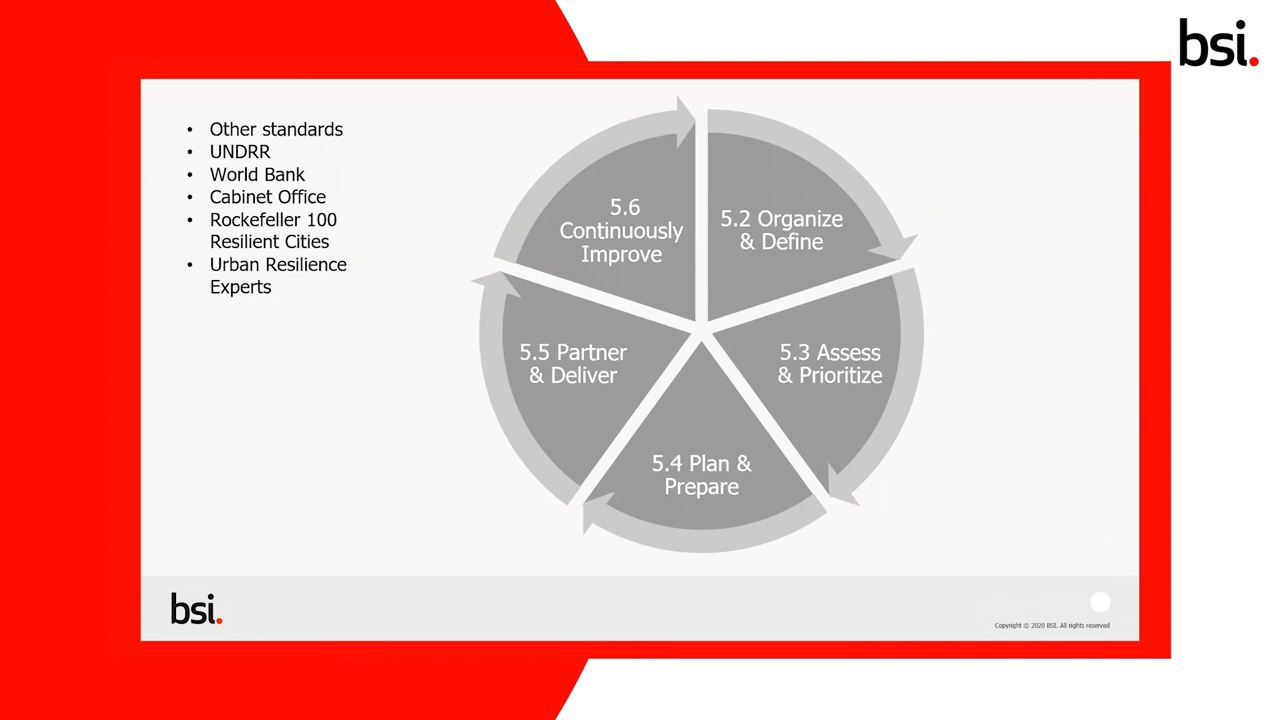 bsi.
• Other standards
• UNDRR
• World Bank
• Cabinet Office
• Rockefeller 100
Resilient Cities
• Urban Resilience
Experts
5.6
Continuously
Improve
5.2 Organize
& Define
5.5 Partner
& Deliver
5.3 Assess
& Prioritize
5.4 Plan &
Prepare
bsi.
Copyright © 2020 BSI. All rights reserved